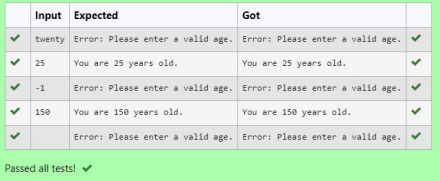 Input Expected Got
twenty Error: Please enter a valid age. Error: Please enter a valid age.
25 You are 25 years old. You are 25 years old.
-1 Error: Please enter a valid age. Error: Please enter a valid age.
150 You are 150 years old. You are 150 years old.
Error: Please enter a valid age. Error: Please enter a valid age.
Passed all tests!